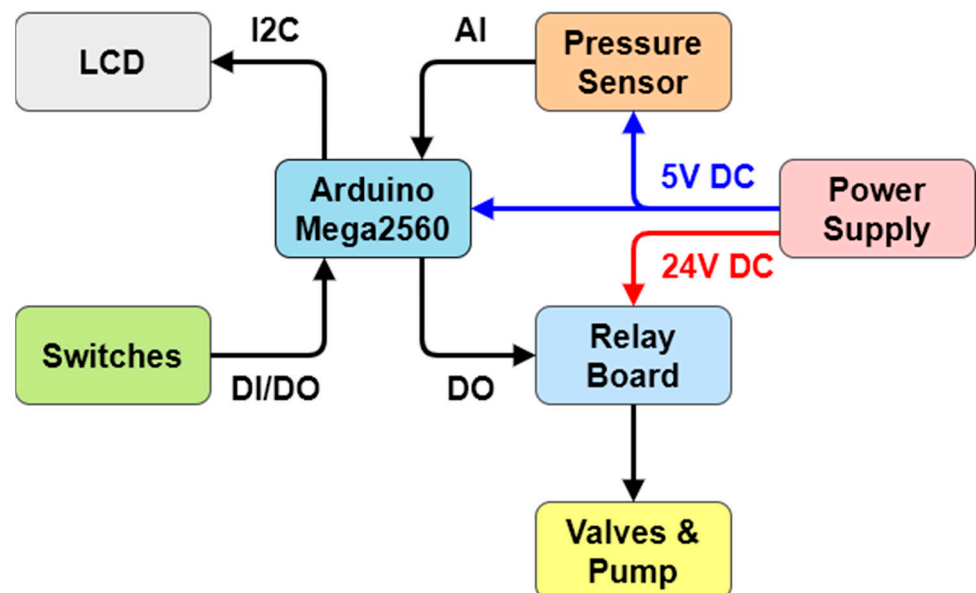 LCD
I2C
AI
Pressure
Sensor
Arduino
Mega2560
5V DC
Power
Supply
24V DC
Switches
DI/DO
DO
Relay
Board
Valves &
Pump